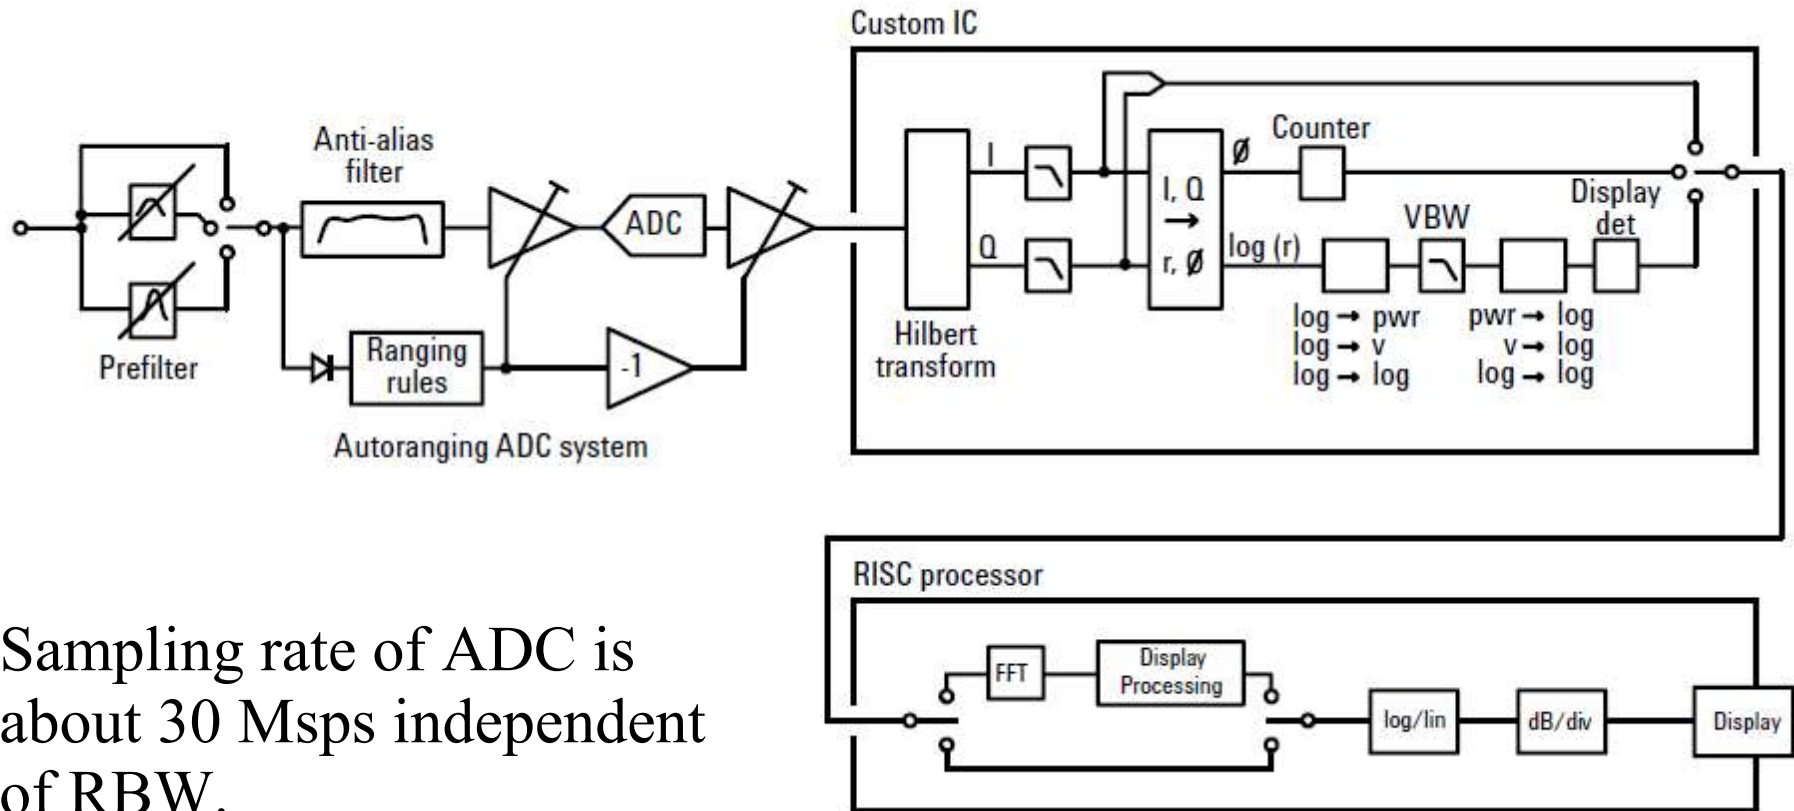 Custom IC
Anti-alias
filter
Prefilter
ADC
Ranging
rules
-1
Autoranging ADC system
Hilbert
transform
I
Q
I, Q
→
r, Ø
Ø
log (r)
Counter
VBW
Display
det
log → pwr
log → v
log → log
pwr → log
v → log
log → log
RISC processor
FFT
Display
Processing
log/lin
dB/div
Display
Sampling rate of ADC is
about 30 Msps independent
of RBW.